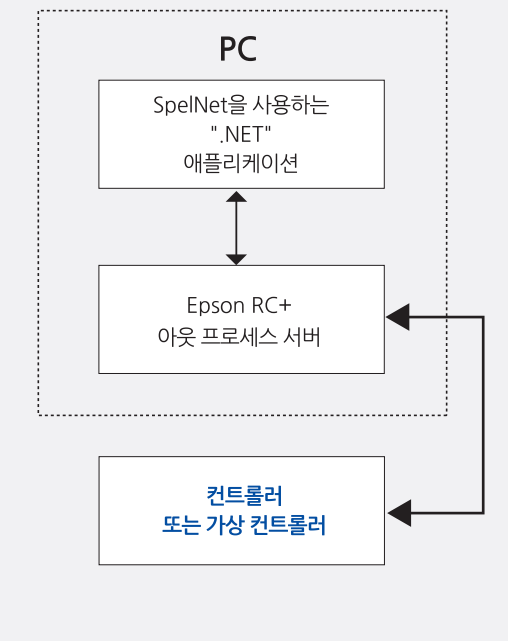 PC
SpelNet을 사용하는
".NET"
애플리케이션
Epson RC+
아웃 프로세스 서버
컨트롤러
또는 가상 컨트롤러